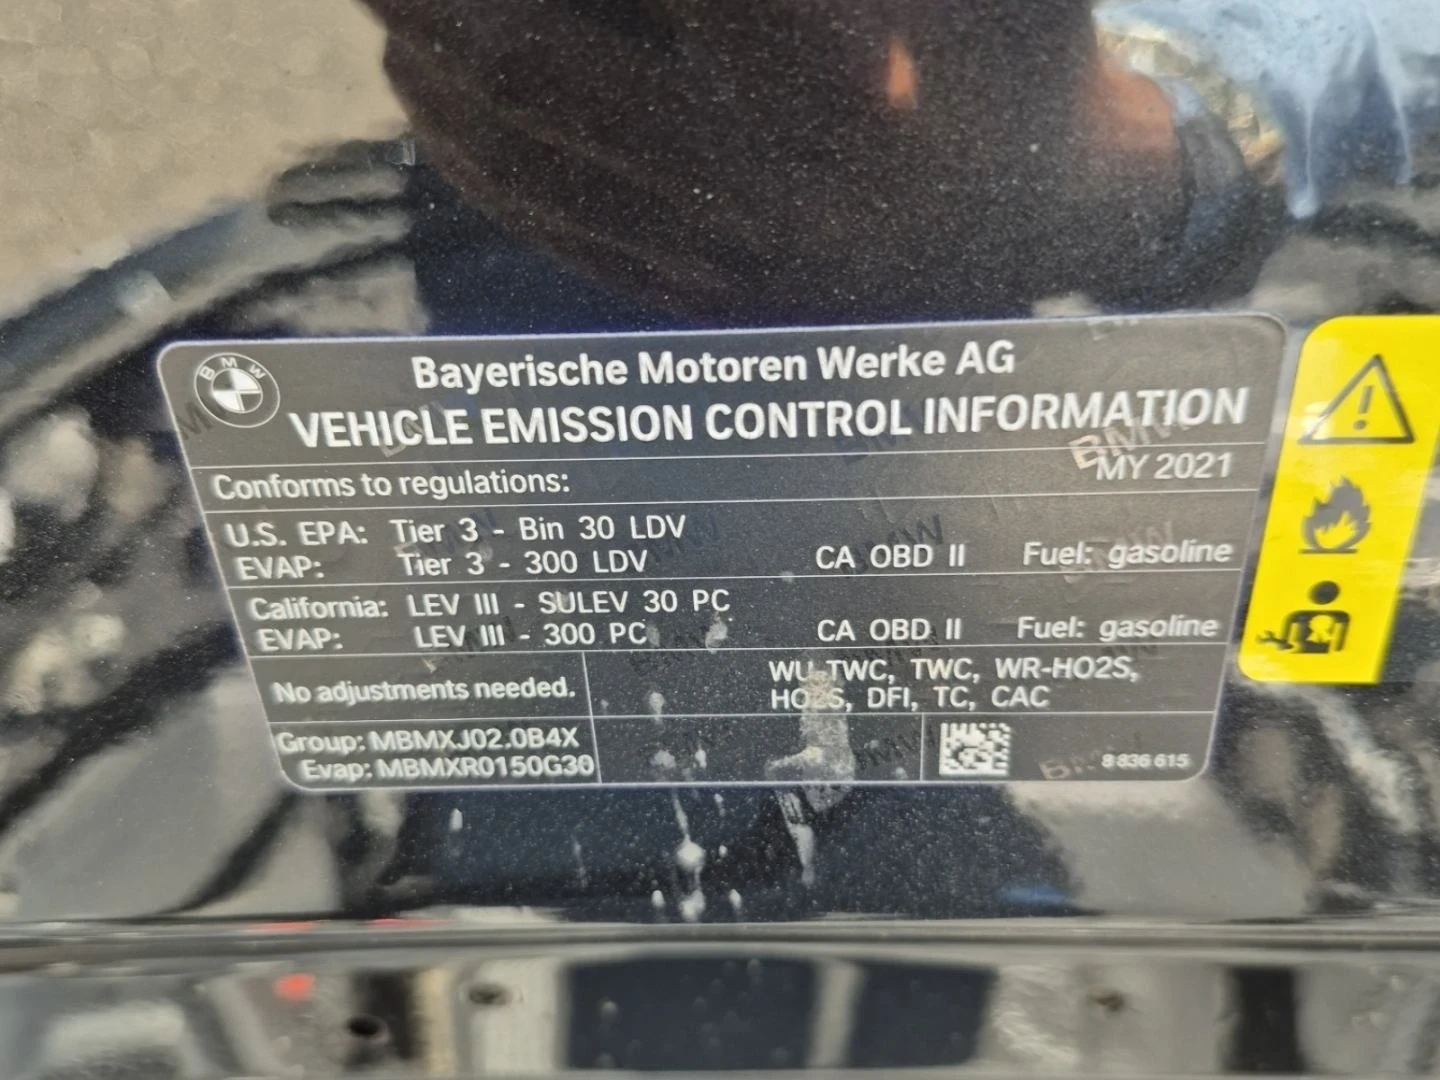 BMW
Bayerische Motoren Werke AG
VEHICLE EMISSION CONTROL INFORMATION
Conforms to regulations: MY 2021
U.S. EPA: Tier 3 - Bin 30 LDV
EVAP: Tier 3 - 300 LDV CA OBD II Fuel: gasoline
California: LEV III - SULEV 30 PC
EVAP: LEV III - 300 PC CA OBD II Fuel: gasoline
No adjustments needed.
WU-TWC, TWC, WR-HO2S,
HO2S, DFI, TC, CAC
Group: MBMXJ02.0B4X
Evap: MBMXR0150G30
8 836 615